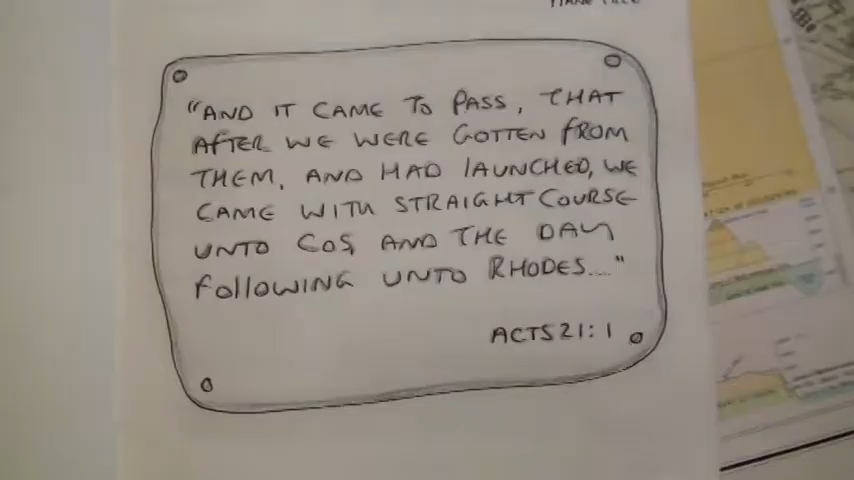 "AND IT CAME TO PASS, THAT
AFTER WE WERE GOTTEN FROM
THEM, AND HAD LAUNCHED, WE
CAME WITH STRAIGHT COURSE
UNTO COS, AND THE DAY
FOLLOWING UNTO RHODES...."
ACTS 21:1